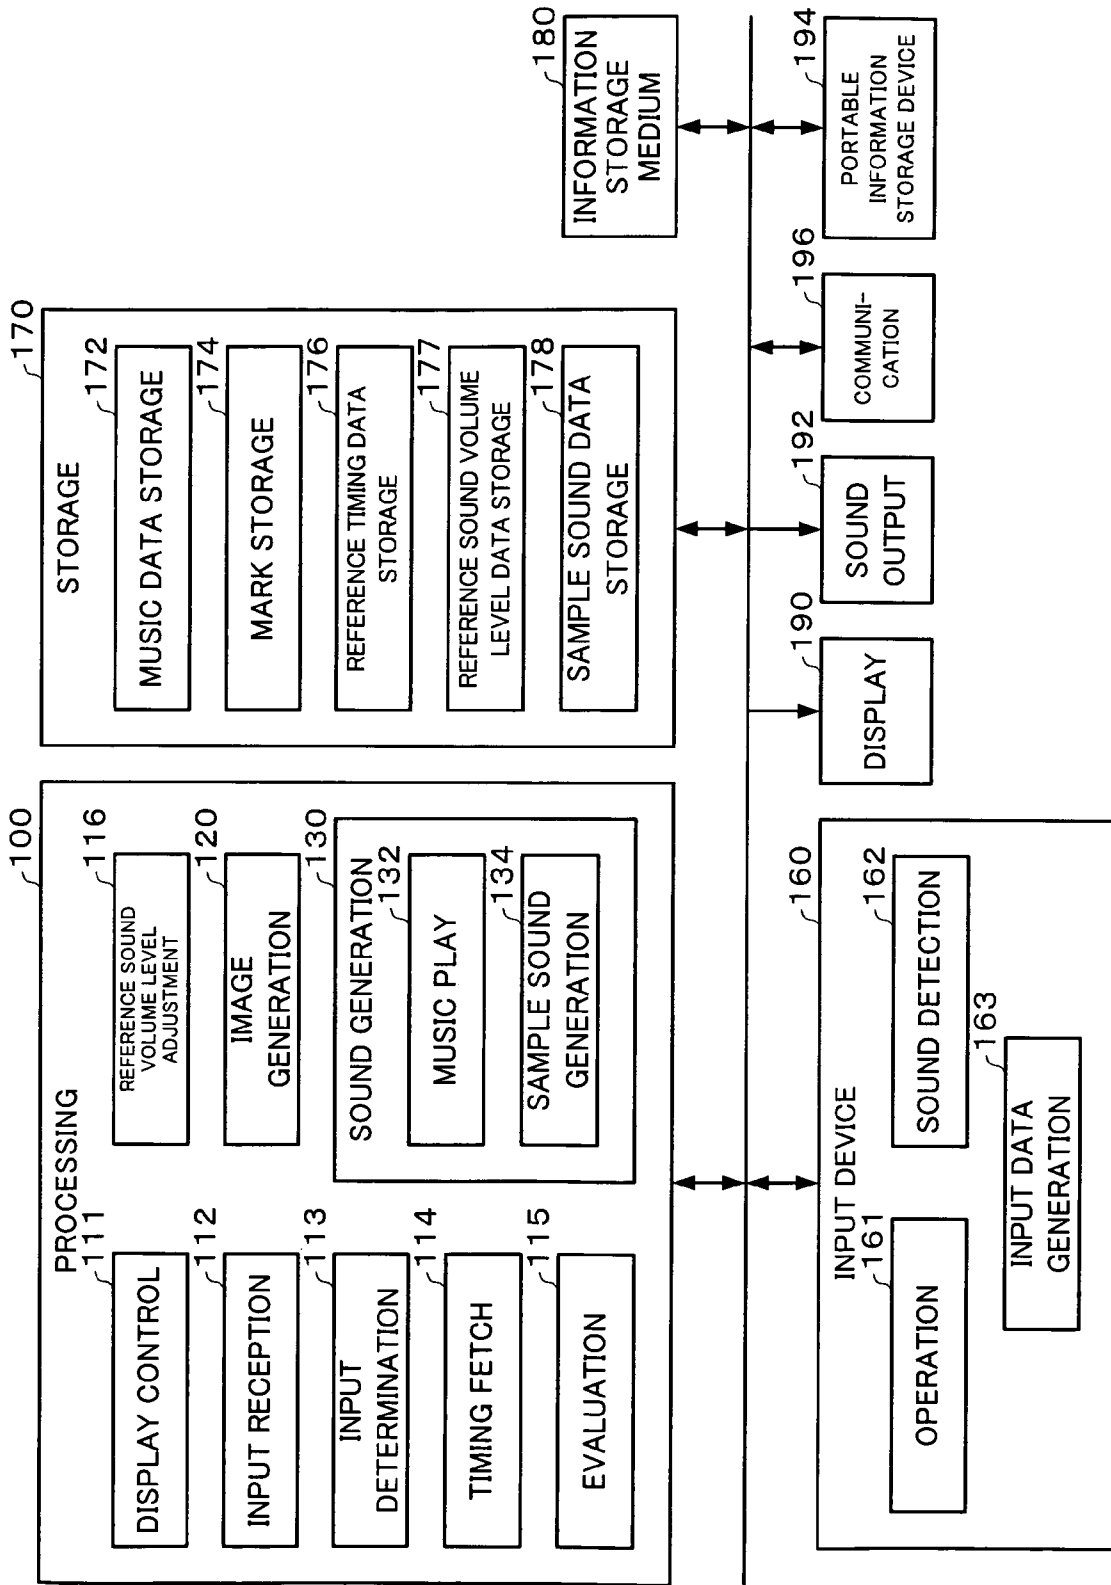 100
PROCESSING
111
DISPLAY CONTROL
112
INPUT RECEPTION
113
INPUT
DETERMINATION
114
TIMING FETCH
115
EVALUATION
116
REFERENCE SOUND
VOLUME LEVEL
ADJUSTMENT
120
IMAGE
GENERATION
130
SOUND GENERATION
132
MUSIC PLAY
134
SAMPLE SOUND
GENERATION
170
STORAGE
172
MUSIC DATA STORAGE
174
MARK STORAGE
176
REFERENCE TIMING DATA
STORAGE
177
REFERENCE SOUND VOLUME
LEVEL DATA STORAGE
178
SAMPLE SOUND DATA
STORAGE
180
INFORMATION
STORAGE
MEDIUM
160
INPUT DEVICE
161
OPERATION
162
SOUND DETECTION
163
INPUT DATA
GENERATION
190
DISPLAY
192
SOUND
OUTPUT
196
COMMUNI-
CATION
194
PORTABLE
INFORMATION
STORAGE DEVICE